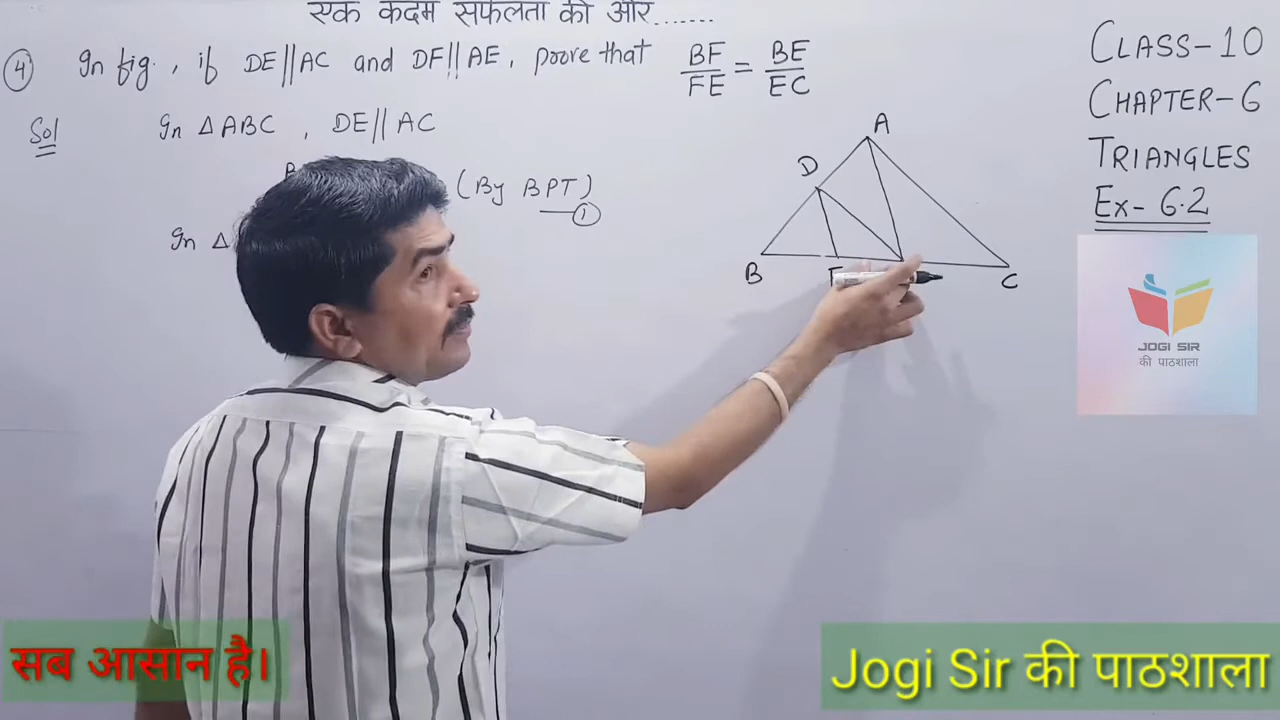 एक कदम सफलता की और.......
④ In fig., if DE||AC and DF||AE, prove that BF/FE = BE/EC
Sol In △ABC , DE||AC
(By BPT)
①
In △
A
D
B
F
C
CLASS-10
CHAPTER-6
TRIANGLES
Ex- 6.2
JOGI SIR
की पाठशाला
सब आसान है।
Jogi Sir की पाठशाला